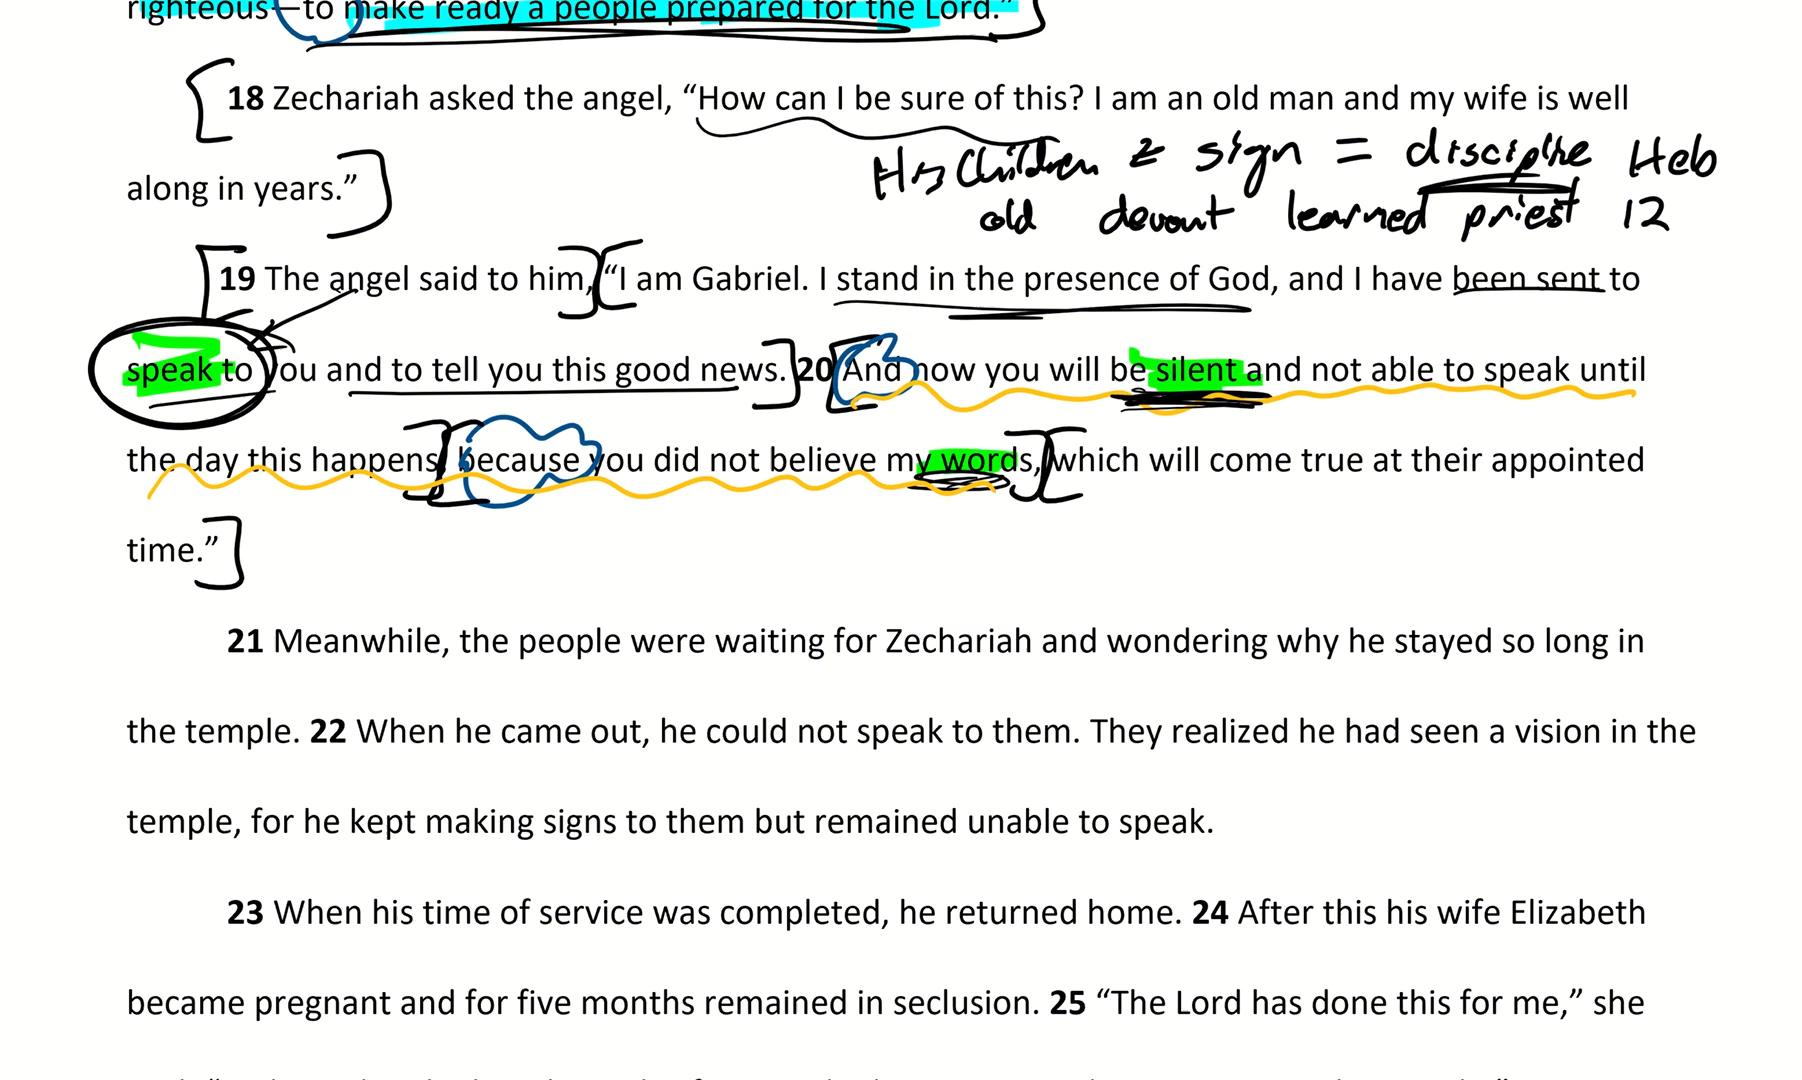 righteous—to make ready a people prepared for the Lord.”
18 Zechariah asked the angel, “How can I be sure of this? I am an old man and my wife is well
His Children & sign = discipline Heb
along in years.”
old devout learned priest 12
19 The angel said to him, “I am Gabriel. I stand in the presence of God, and I have been sent to
speak to you and to tell you this good news. 20 And now you will be silent and not able to speak until
the day this happens, because you did not believe my words, which will come true at their appointed
time.”
21 Meanwhile, the people were waiting for Zechariah and wondering why he stayed so long in
the temple. 22 When he came out, he could not speak to them. They realized he had seen a vision in the
temple, for he kept making signs to them but remained unable to speak.
23 When his time of service was completed, he returned home. 24 After this his wife Elizabeth
became pregnant and for five months remained in seclusion. 25 “The Lord has done this for me,” she